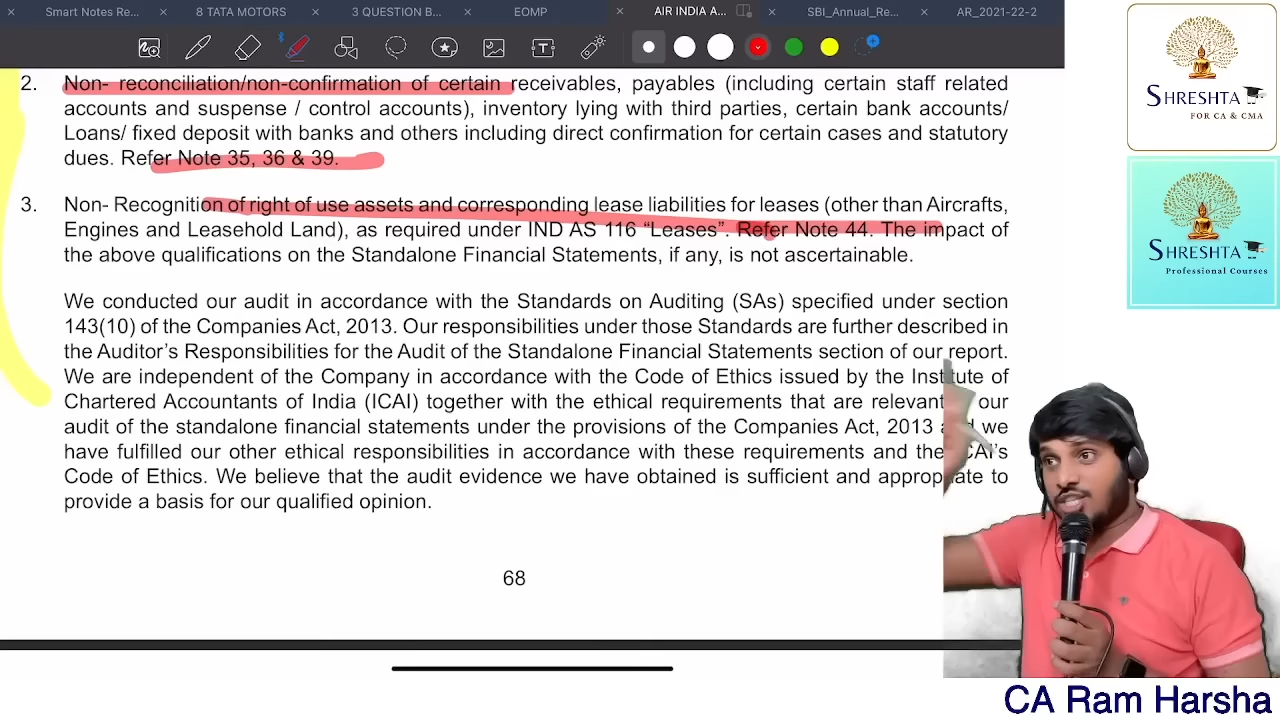 Smart Notes Re...
8 TATA MOTORS
3 QUESTION B...
EOMP
AIR INDIA A...
SBI_Annual_Re...
AR_2021-22-2
2. Non- reconciliation/non-confirmation of certain receivables, payables (including certain staff related
accounts and suspense / control accounts), inventory lying with third parties, certain bank accounts/
Loans/ fixed deposit with banks and others including direct confirmation for certain cases and statutory
dues. Refer Note 35, 36 & 39.
3. Non- Recognition of right of use assets and corresponding lease liabilities for leases (other than Aircrafts,
Engines and Leasehold Land), as required under IND AS 116 “Leases”. Refer Note 44. The impact of
the above qualifications on the Standalone Financial Statements, if any, is not ascertainable.
We conducted our audit in accordance with the Standards on Auditing (SAs) specified under section
143(10) of the Companies Act, 2013. Our responsibilities under those Standards are further described in
the Auditor’s Responsibilities for the Audit of the Standalone Financial Statements section of our report.
We are independent of the Company in accordance with the Code of Ethics issued by the Institute of
Chartered Accountants of India (ICAI) together with the ethical requirements that are relevant our
audit of the standalone financial statements under the provisions of the Companies Act, 2013 we
have fulfilled our other ethical responsibilities in accordance with these requirements and the ICAI’s
Code of Ethics. We believe that the audit evidence we have obtained is sufficient and appropriate to
provide a basis for our qualified opinion.
68
SHRESHTA
FOR CA & CMA
SHRESHTA
Professional Courses
CA Ram Harsha